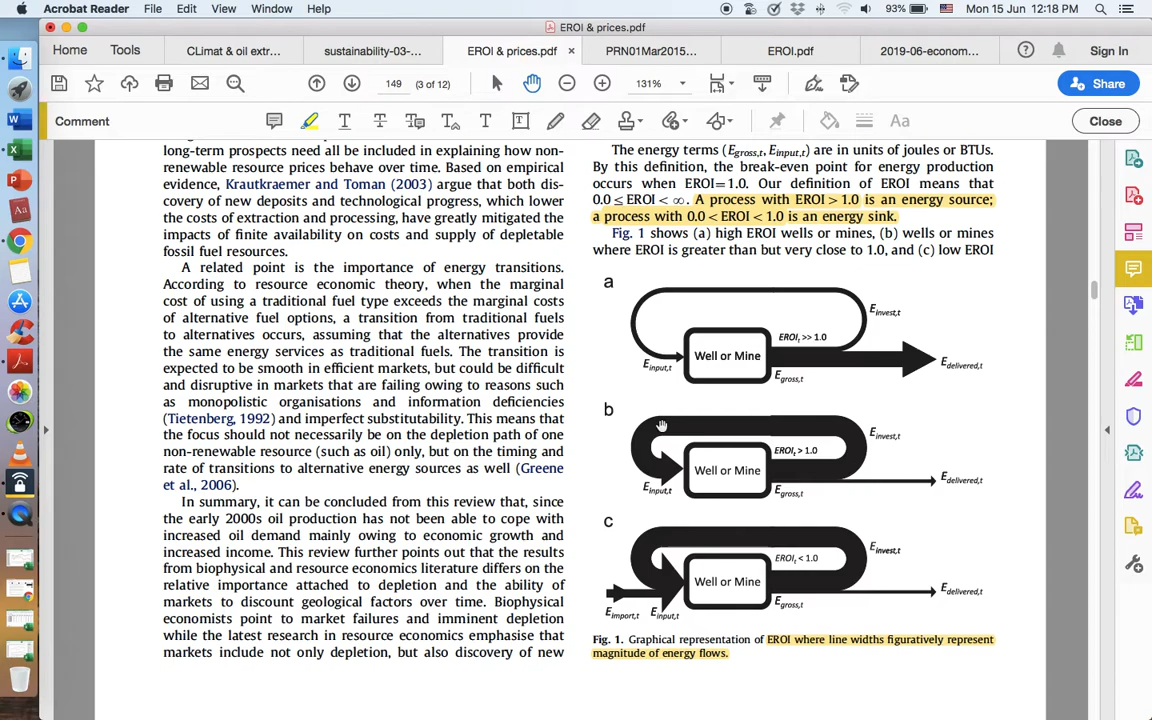 Acrobat Reader File Edit View Window Help 93% Mon 15 Jun 12:18 PM
EROI & prices.pdf
Home Tools CLimat & oil extr... sustainability-03-... EROI & prices.pdf × PRN01Mar2015... EROI.pdf 2019-06-econom... Sign In
149 (3 of 12) 131% Share
Comment Aa Close
long-term prospects need all be included in explaining how non-
renewable resource prices behave over time. Based on empirical
evidence, Krautkraemer and Toman (2003) argue that both dis-
covery of new deposits and technological progress, which lower
the costs of extraction and processing, have greatly mitigated the
impacts of finite availability on costs and supply of depletable
fossil fuel resources.
A related point is the importance of energy transitions.
According to resource economic theory, when the marginal
cost of using a traditional fuel type exceeds the marginal costs
of alternative fuel options, a transition from traditional fuels
to alternatives occurs, assuming that the alternatives provide
the same energy services as traditional fuels. The transition is
expected to be smooth in efficient markets, but could be difficult
and disruptive in markets that are failing owing to reasons such
as monopolistic organisations and information deficiencies
(Tietenberg, 1992) and imperfect substitutability. This means that
the focus should not necessarily be on the depletion path of one
non-renewable resource (such as oil) only, but on the timing and
rate of transitions to alternative energy sources as well (Greene
et al., 2006).
In summary, it can be concluded from this review that, since
the early 2000s oil production has not been able to cope with
increased oil demand mainly owing to economic growth and
increased income. This review further points out that the results
from biophysical and resource economics literature differs on the
relative importance attached to depletion and the ability of
markets to discount geological factors over time. Biophysical
economists point to market failures and imminent depletion
while the latest research in resource economics emphasise that
markets include not only depletion, but also discovery of new
The energy terms (Egross,t, Einput,t) are in units of joules or BTUs.
By this definition, the break-even point for energy production
occurs when EROI=1.0. Our definition of EROI means that
0.0 ≤ EROI < ∞. A process with EROI > 1.0 is an energy source;
a process with 0.0 < EROI < 1.0 is an energy sink.
Fig. 1 shows (a) high EROI wells or mines, (b) wells or mines
where EROI is greater than but very close to 1.0, and (c) low EROI
a
Einvest,t
EROIt >> 1.0
Well or Mine
Einput,t
Edelivered,t
Egross,t
b
Einvest,t
EROIt > 1.0
Well or Mine
Edelivered,t
Einput,t
Egross,t
c
Einvest,t
EROIt < 1.0
Well or Mine
Edelivered,t
Egross,t
Eimport,t Einput,t
Fig. 1. Graphical representation of EROI where line widths figuratively represent
magnitude of energy flows.